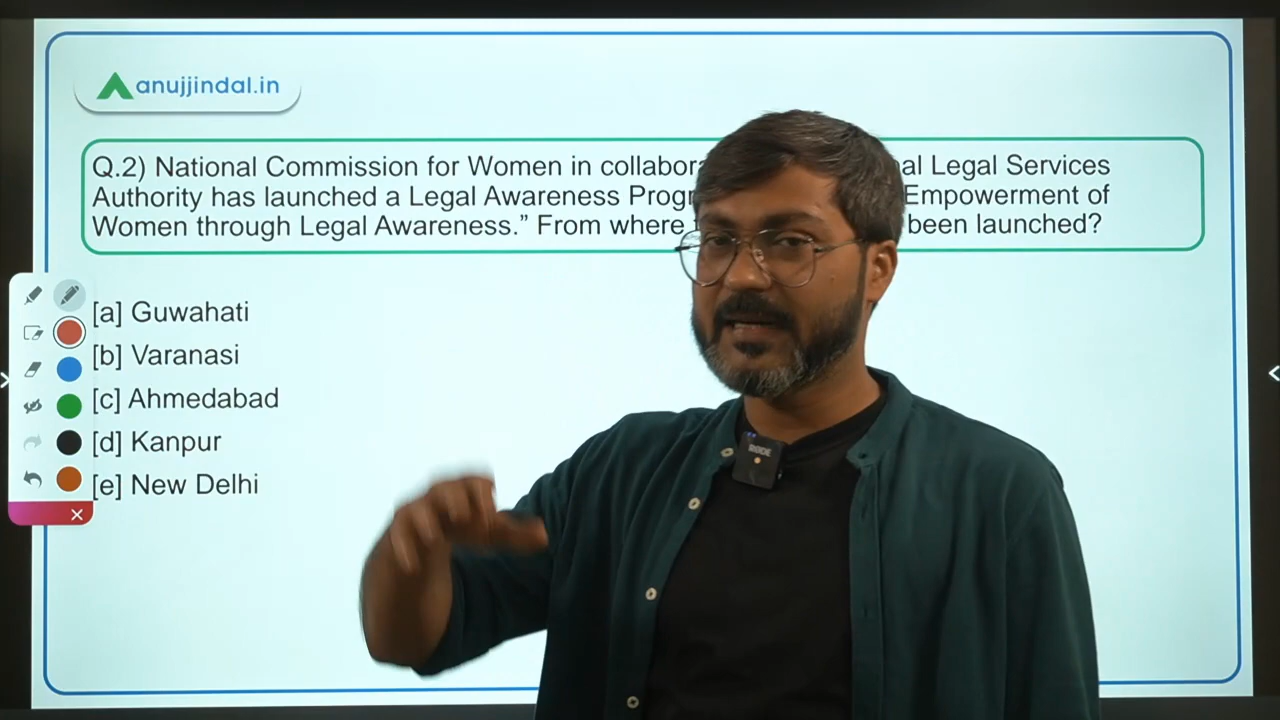 anujjindal.in
Q.2) National Commission for Women in collabora al Legal Services
Authority has launched a Legal Awareness Progr Empowerment of
Women through Legal Awareness.” From where been launched?
[a] Guwahati
[b] Varanasi
[c] Ahmedabad
[d] Kanpur
[e] New Delhi